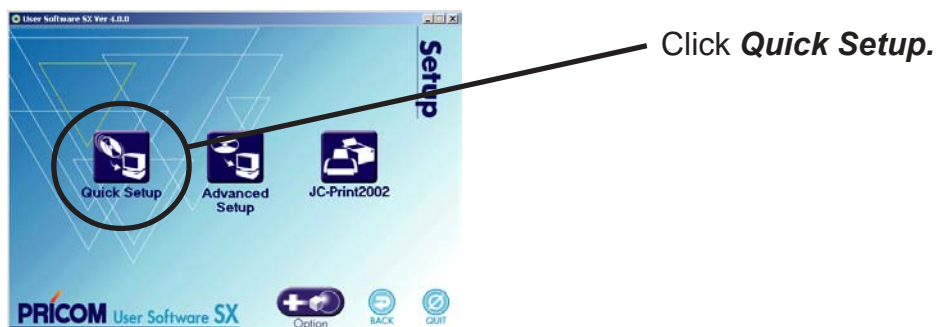 User Software SX Ver 4.0.0
Setup
Click Quick Setup.
Quick Setup
Advanced
Setup
JC-Print2002
PRICOM User Software SX
Option
BACK
QUIT